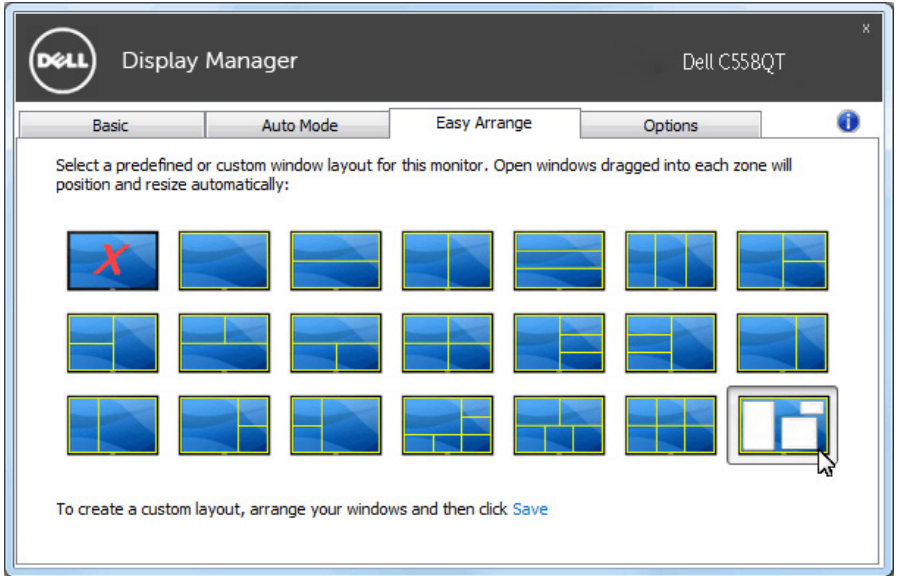 DELL
Display Manager
Dell C558QT
x
Basic
Auto Mode
Easy Arrange
Options
i
Select a predefined or custom window layout for this monitor. Open windows dragged into each zone will
position and resize automatically:
X
To create a custom layout, arrange your windows and then click Save